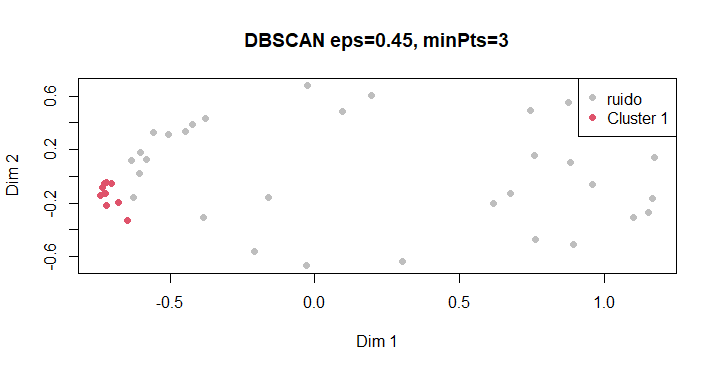 DBSCAN eps=0.45, minPts=3
ruido
Cluster 1
0.6
0.2
-0.2
-0.6
Dim 2
-0.5
0.0
0.5
1.0
Dim 1